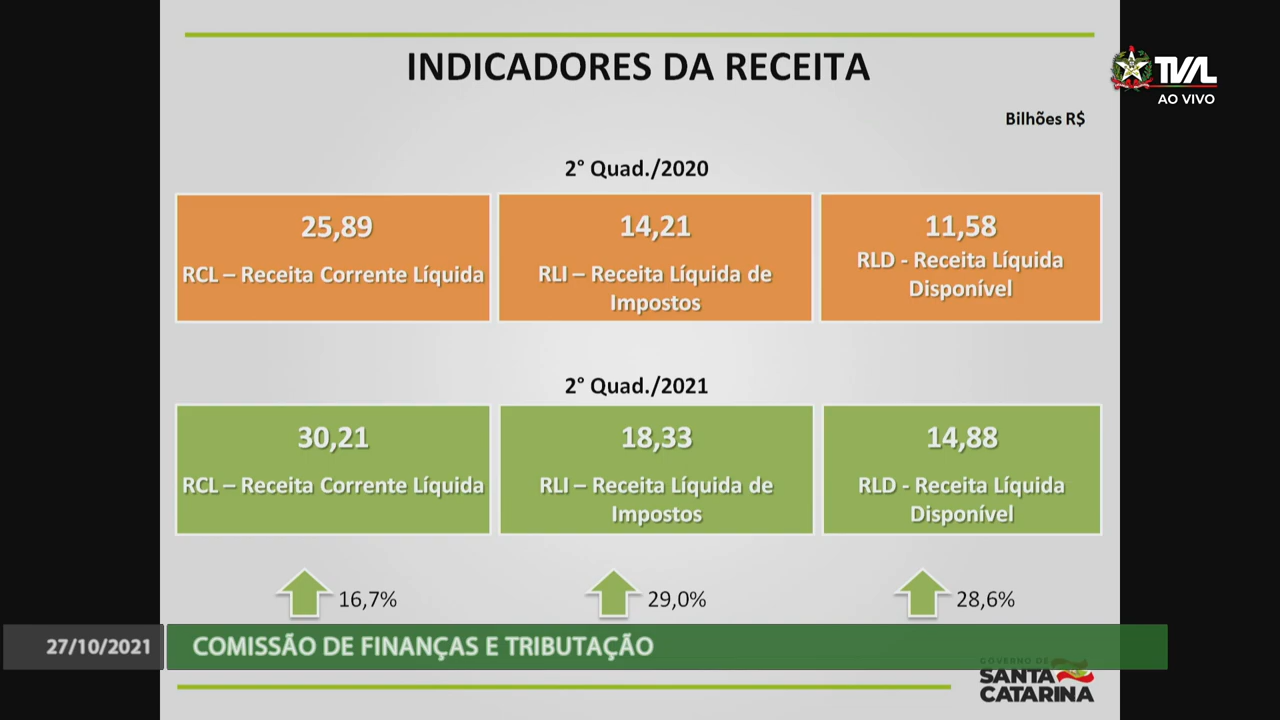 INDICADORES DA RECEITA
TVAL
AO VIVO
Bilhões R$
2° Quad./2020
25,89
RCL – Receita Corrente Líquida
14,21
RLI – Receita Líquida de
Impostos
11,58
RLD - Receita Líquida
Disponível
2° Quad./2021
30,21
RCL – Receita Corrente Líquida
18,33
RLI – Receita Líquida de
Impostos
14,88
RLD - Receita Líquida
Disponível
16,7%
29,0%
28,6%
27/10/2021
COMISSÃO DE FINANÇAS E TRIBUTAÇÃO
GOVERNO DE
SANTA
CATARINA